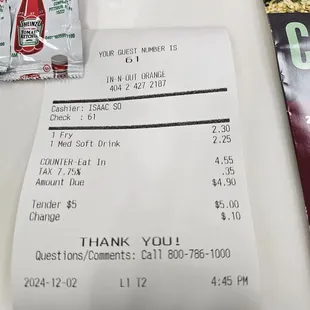 HEINZ
TOMATO
KETCHUP
YOUR GUEST NUMBER IS
61
IN-N-OUT ORANGE
404 2 427 2187
Cashier: ISAAC SO
Check : 61
1 Fry 2.30
1 Med Soft Drink 2.25
COUNTER-Eat In 4.55
TAX 7.75% .35
Amount Due $4.90
Tender $5 $5.00
Change $.10
THANK YOU!
Questions/Comments: Call 800-786-1000
2024-12-02 L1 T2 4:45 PM